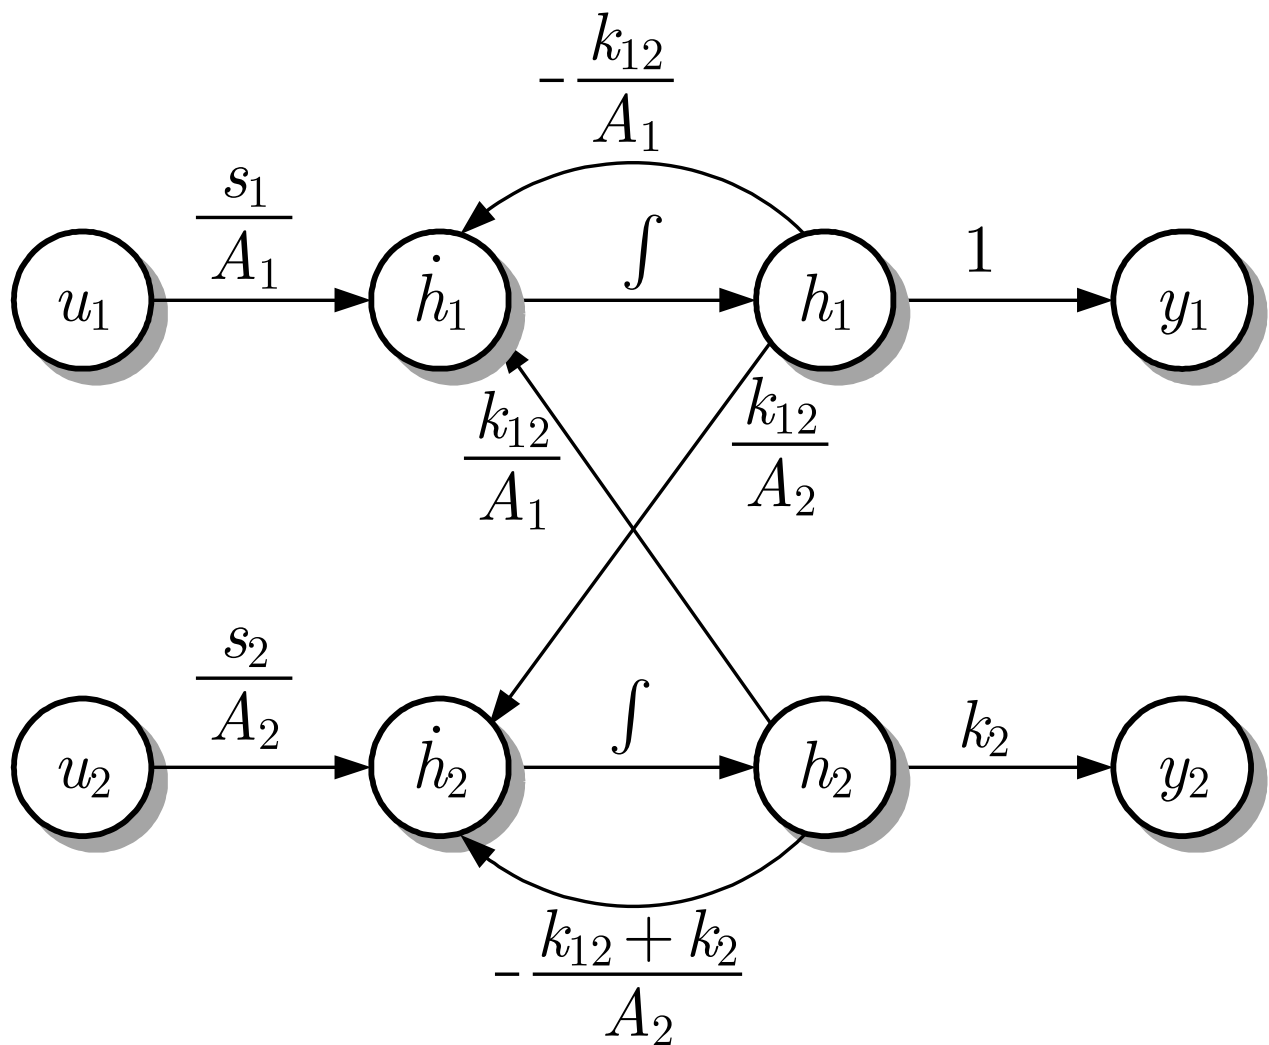 -k₁₂/A₁
s₁/A₁
∫
1
u₁
ḣ₁
h₁
y₁
k₁₂/A₁
k₁₂/A₂
s₂/A₂
∫
k₂
u₂
ḣ₂
h₂
y₂
-(k₁₂ + k₂)/A₂